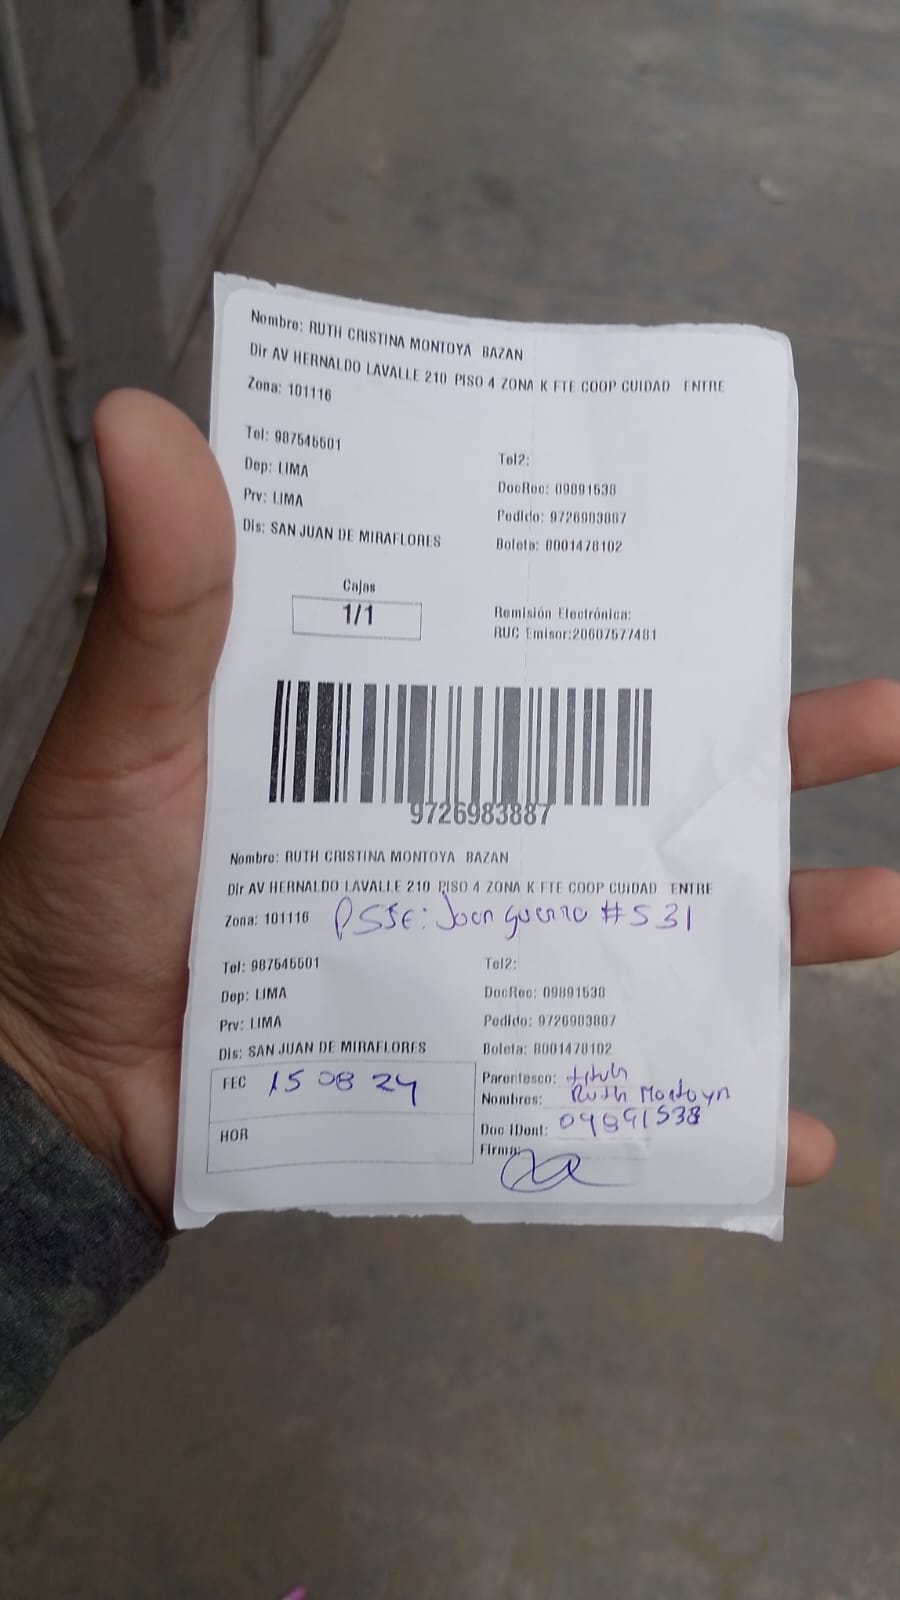 Nombre: RUTH CRISTINA MONTOYA BAZAN
Dir AV HERNALDO LAVALLE 210 PISO 4 ZONA K FTE COOP CUIDAD ENTRE
Zona: 101116
Tel: 987545501
Tel2:
Dep: LIMA
DocRec: 09891538
Prv: LIMA
Pedido: 9726983887
Dis: SAN JUAN DE MIRAFLORES
Boleta: B001478102
Cajas
1/1
Remisión Electrónica:
RUC Emisor:20607577481
9726983887
Nombre: RUTH CRISTINA MONTOYA BAZAN
Dir AV HERNALDO LAVALLE 210 PISO 4 ZONA K FTE COOP CUIDAD ENTRE
Zona: 101116 Psje: Joan guerra #531
Tel: 987545501
Tel2:
Dep: LIMA
DocRec: 09891538
Prv: LIMA
Pedido: 9726983887
Dis: SAN JUAN DE MIRAFLORES
Boleta: B001478102
FEC 15 08 24
Parentesco: titular
Nombres: Ruth Montoya
Doc IDent: 09891538
HOR
Firma: